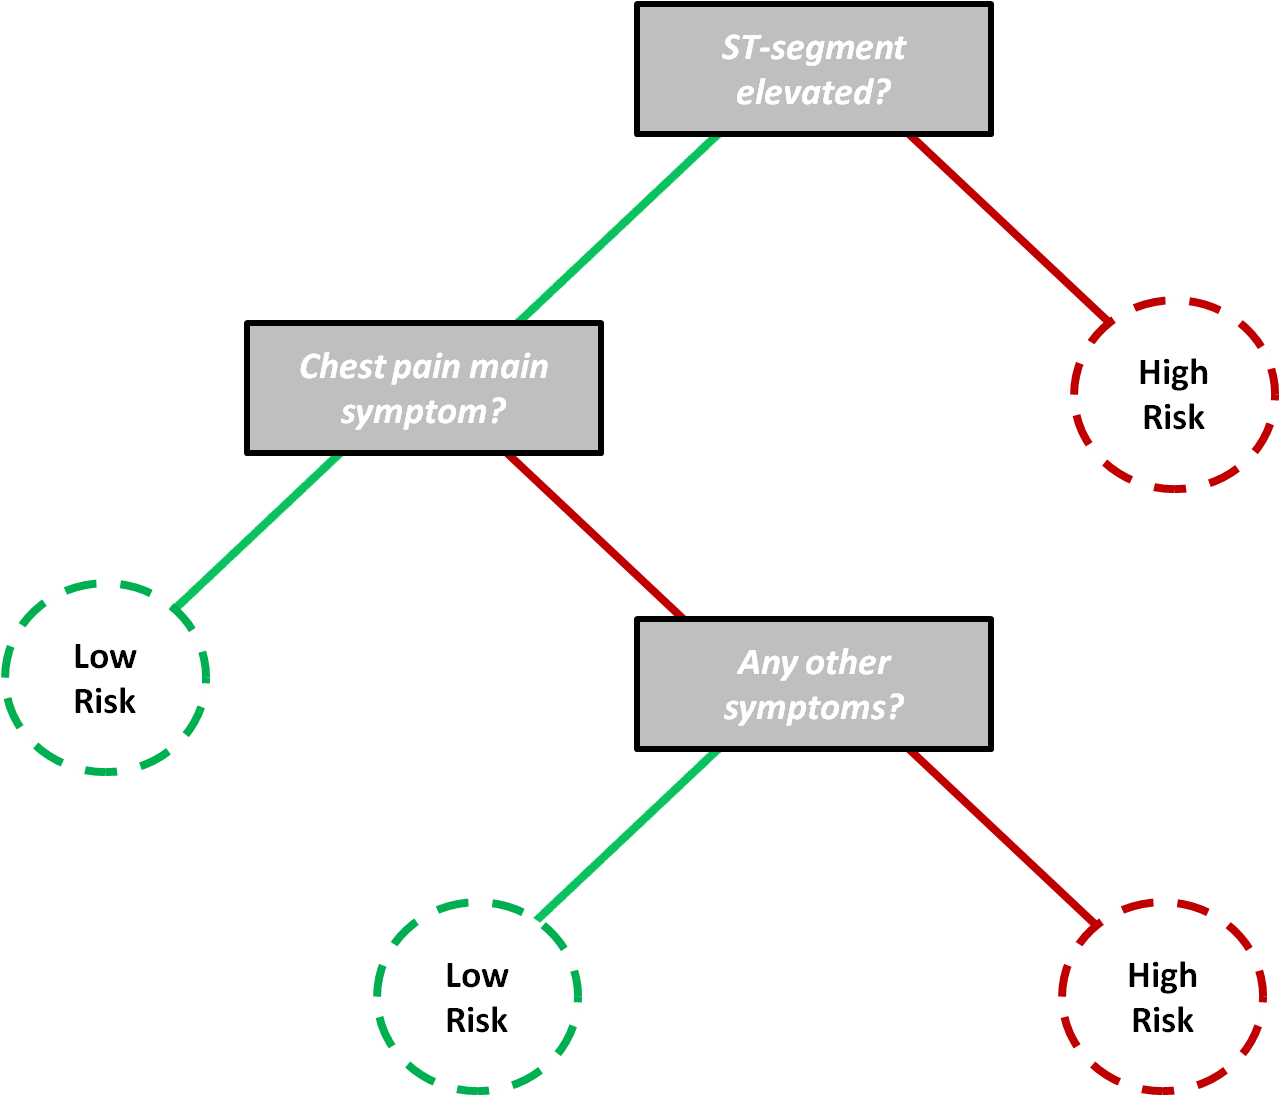 ST-segment
elevated?
Chest pain main
symptom?
High
Risk
Low
Risk
Any other
symptoms?
Low
Risk
High
Risk